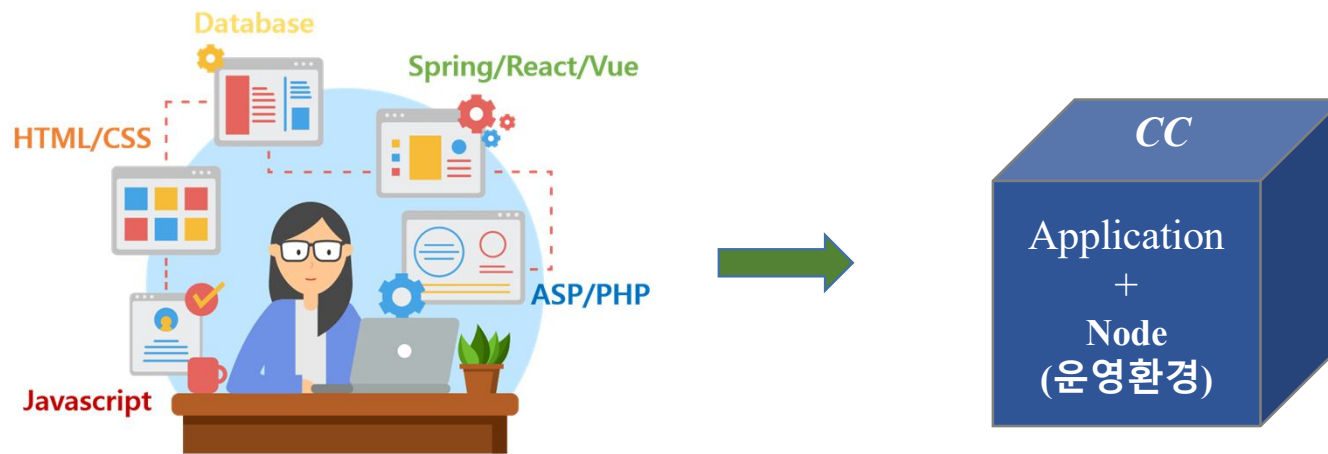 Database
Spring/React/Vue
HTML/CSS
ASP/PHP
Javascript
CC
Application
+
Node
(운영환경)